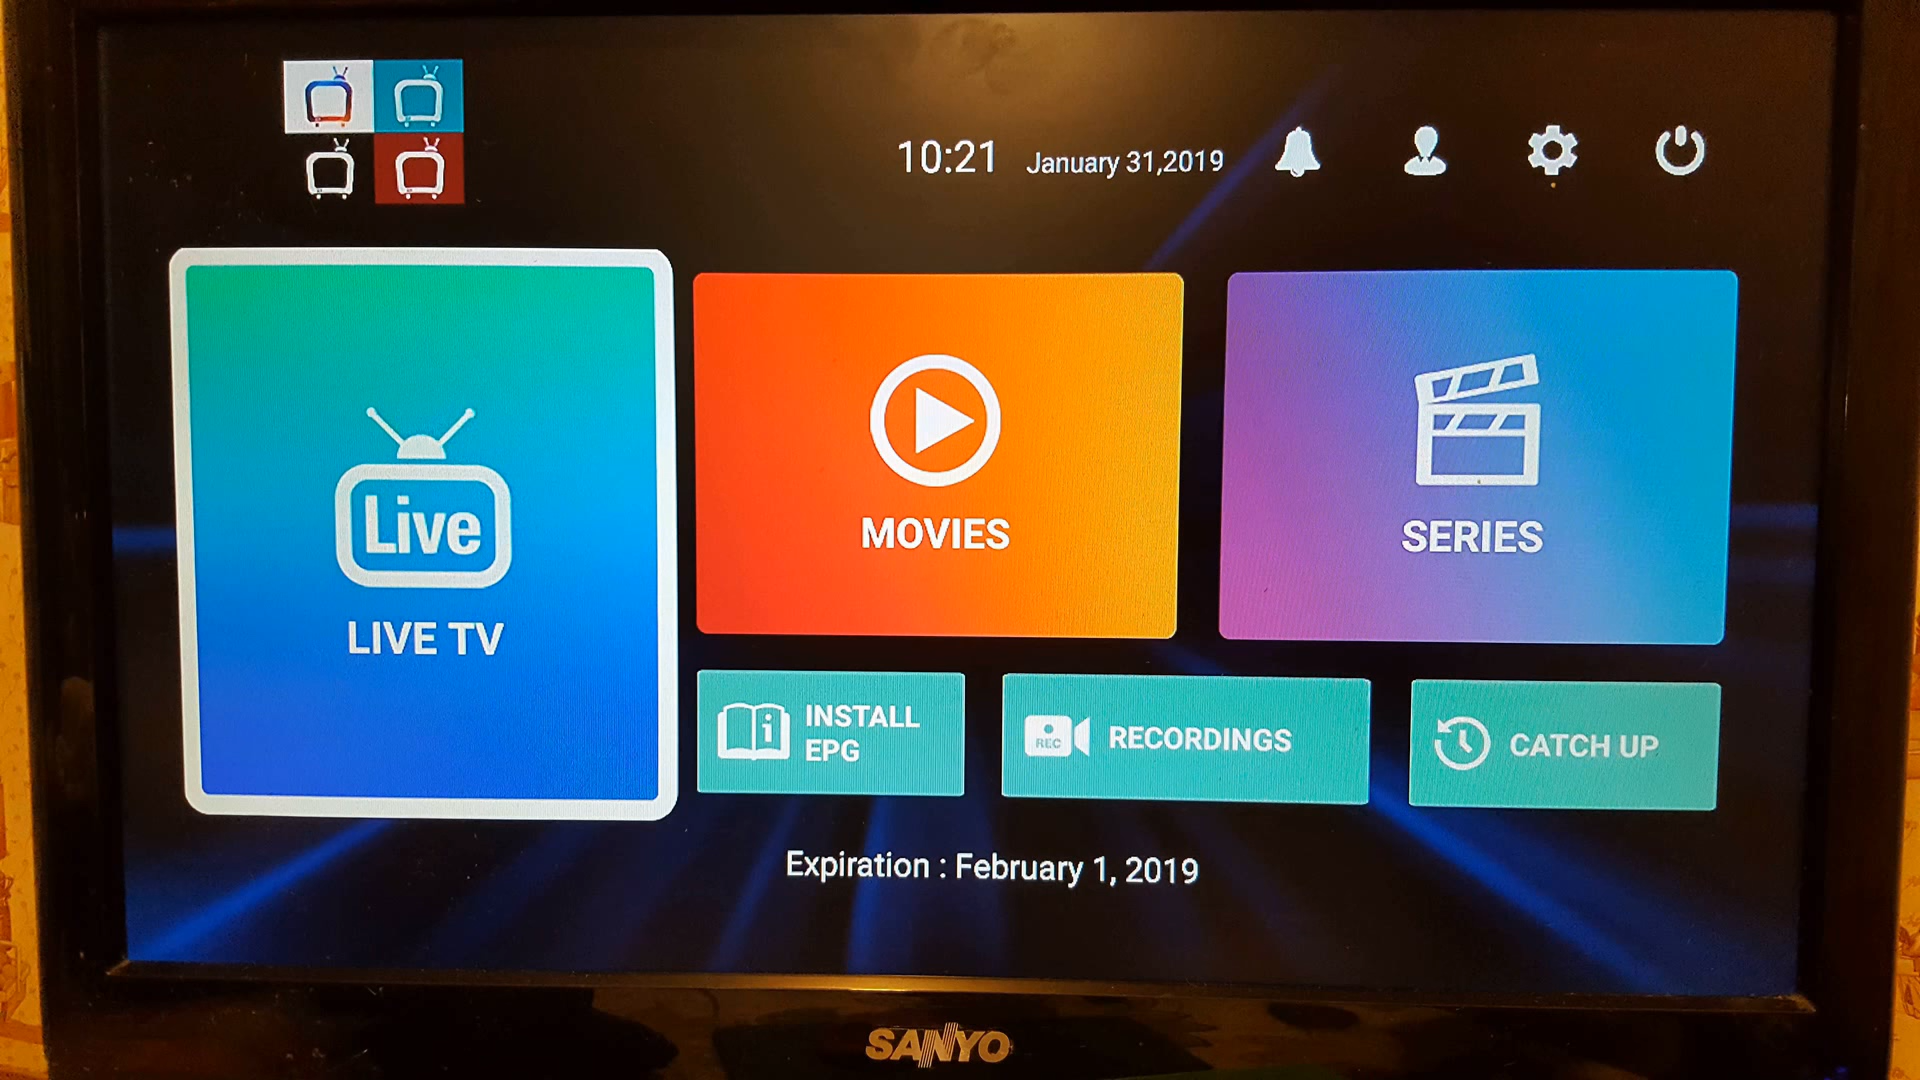 10:21 January 31,2019
Live
LIVE TV
MOVIES
SERIES
INSTALL
EPG
REC
RECORDINGS
CATCH UP
Expiration : February 1, 2019
SANYO